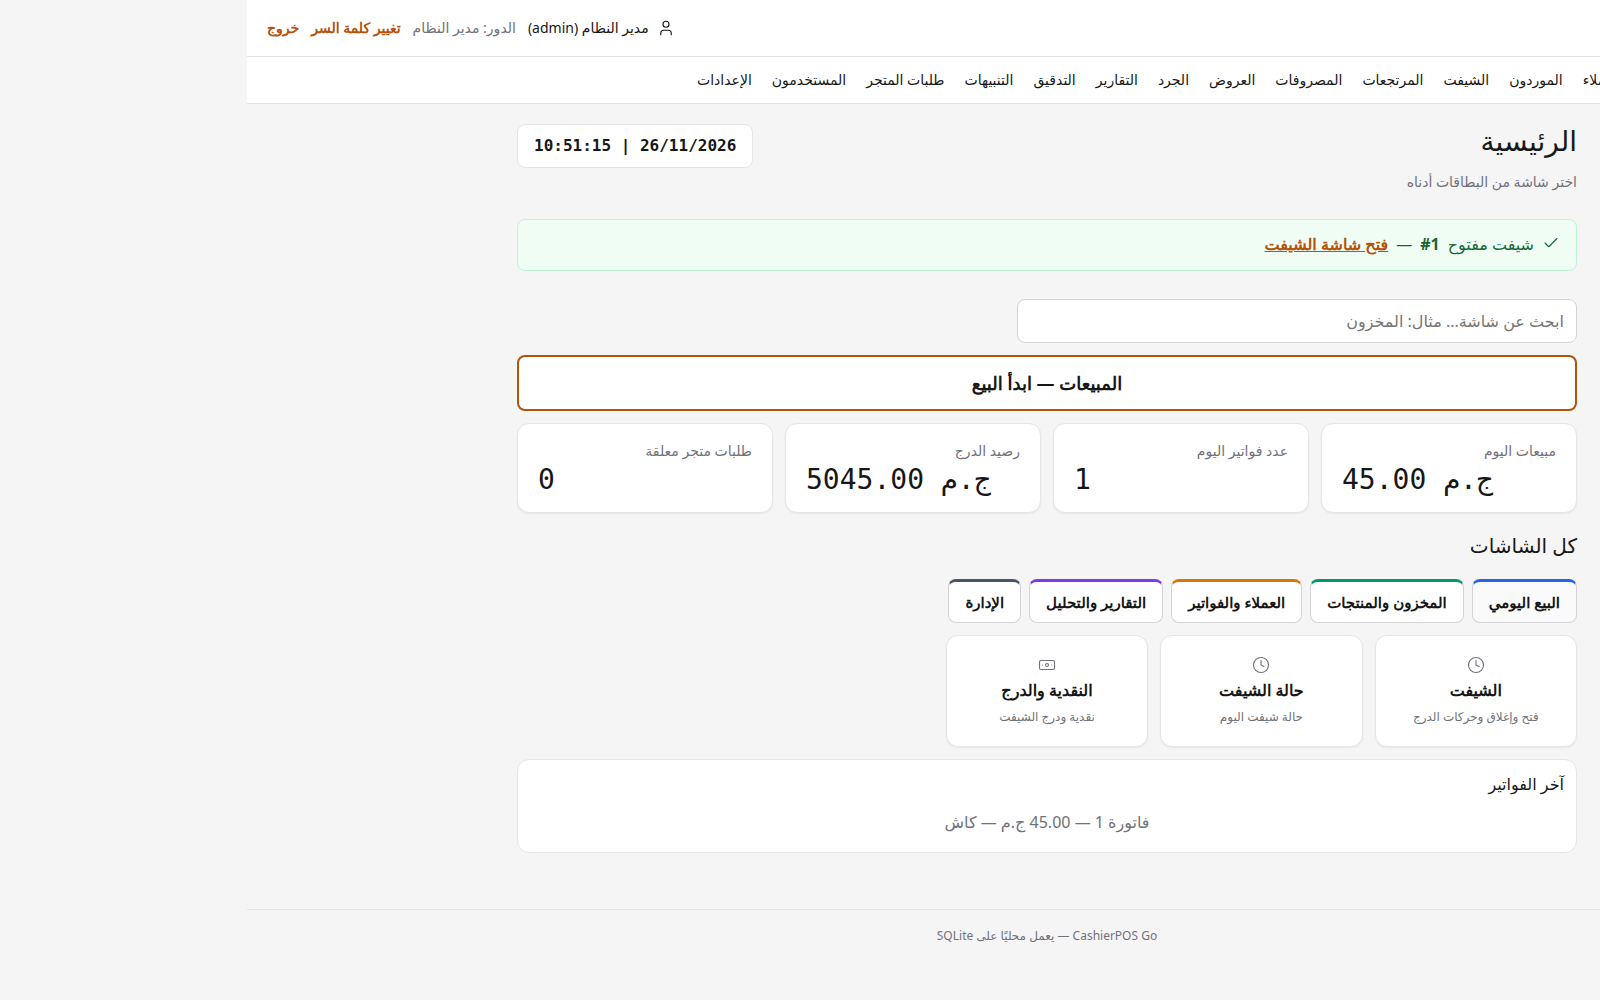 مدير النظام (admin) الدور: مدير النظام تغيير كلمة السر خروج
الموردون الشيفت المرتجعات المصروفات العروض الجرد التقارير التدقيق التنبيهات طلبات المتجر المستخدمون الإعدادات
الرئيسية
10:51:15 | 26/11/2026
اختر شاشة من البطاقات أدناه
شيفت مفتوح #1 — فتح شاشة الشيفت
ابحث عن شاشة... مثال: المخزون
المبيعات — ابدأ البيع
مبيعات اليوم
45.00 ج.م
عدد فواتير اليوم
1
رصيد الدرج
5045.00 ج.م
طلبات متجر معلقة
0
كل الشاشات
البيع اليومي
المخزون والمنتجات
العملاء والفواتير
التقارير والتحليل
الإدارة
الشيفت
فتح وإغلاق وحركات الدرج
حالة الشيفت
حالة شيفت اليوم
النقدية والدرج
نقدية ودرج الشيفت
آخر الفواتير
فاتورة 1 — 45.00 ج.م — كاش
CashierPOS Go — يعمل محليًا على SQLite